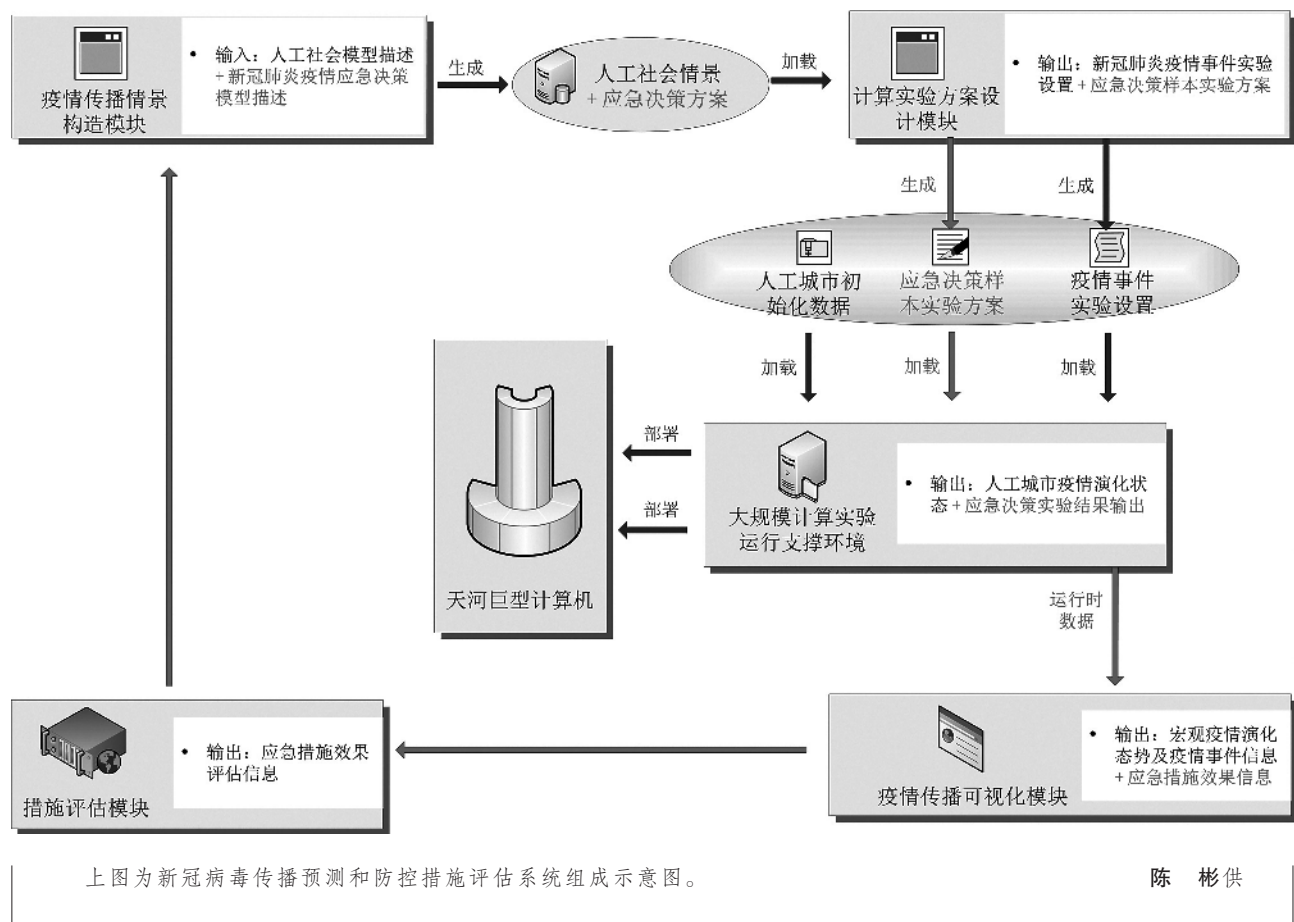 疫情传播情景
构造模块
• 输入：人工社会模型描述
+新冠肺炎疫情应急决策
模型描述
生成
人工社会情景
+应急决策方案
加载
计算实验方案设
计模块
• 输出：新冠肺炎疫情事件实验
设置+应急决策样本实验方案
生成
生成
人工城市初
始化数据
应急决策样
本实验方案
疫情事件
实验设置
加载
加载
加载
大规模计算实验
运行支撑环境
• 输出：人工城市疫情演化状
态+应急决策实验结果输出
部署
部署
天河巨型计算机
运行时
数据
疫情传播可视化模块
• 输出：宏观疫情演化
态势及疫情事件信息
+应急措施效果信息
措施评估模块
• 输出：应急措施效果
评估信息
上图为新冠病毒传播预测和防控措施评估系统组成示意图。
陈 彬供